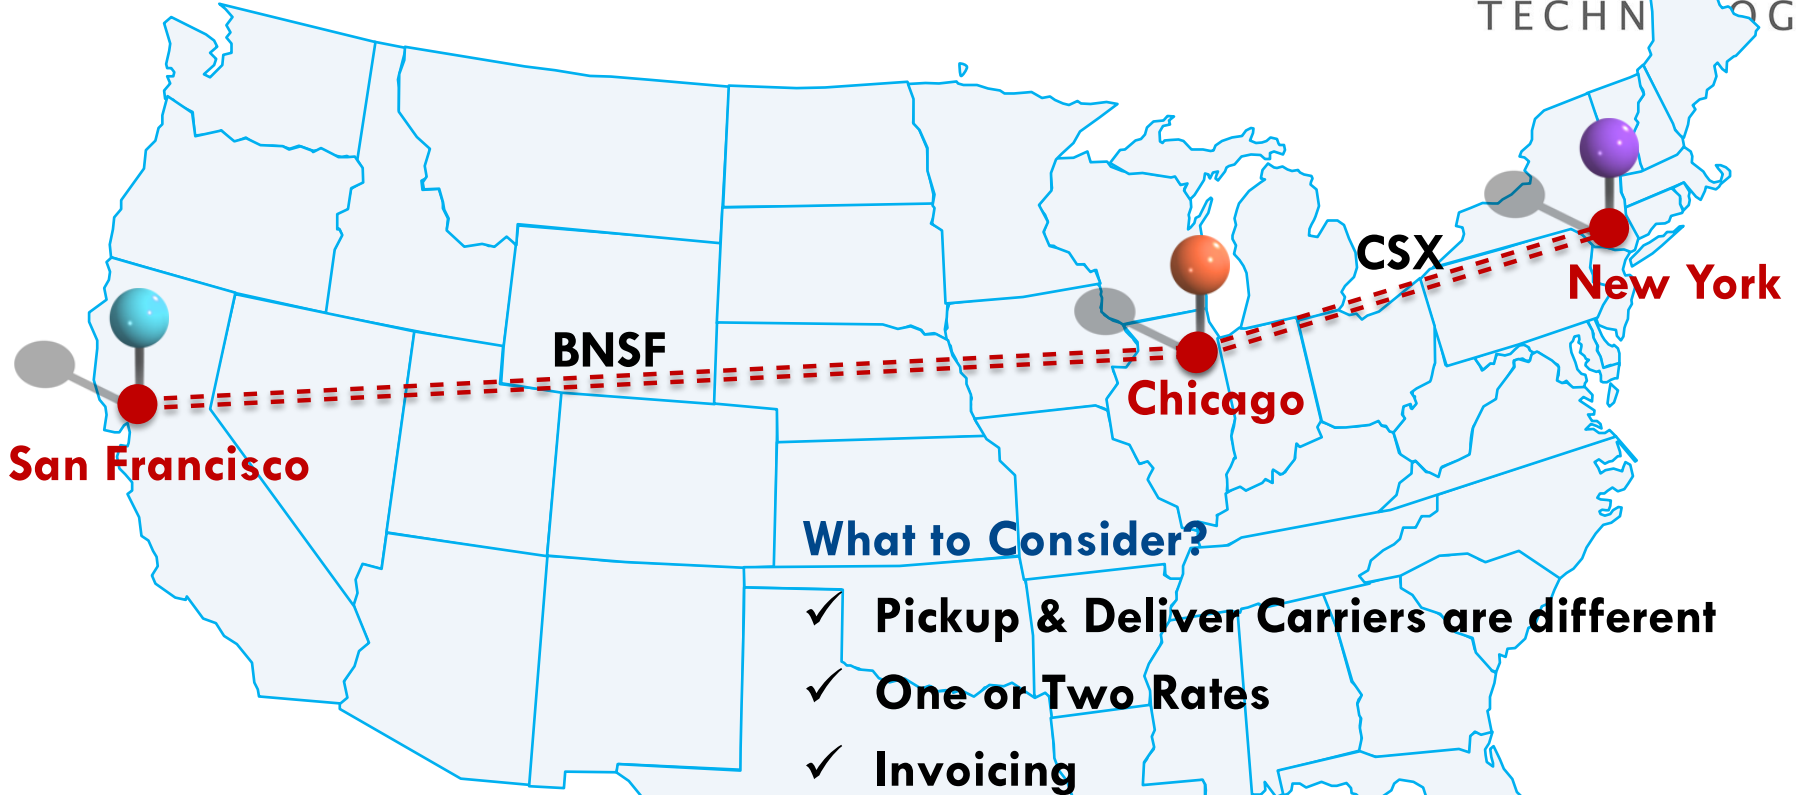 CSX
New York
BNSF
Chicago
San Francisco
What to Consider?
✓ Pickup & Deliver Carriers are different
✓ One or Two Rates
✓ Invoicing